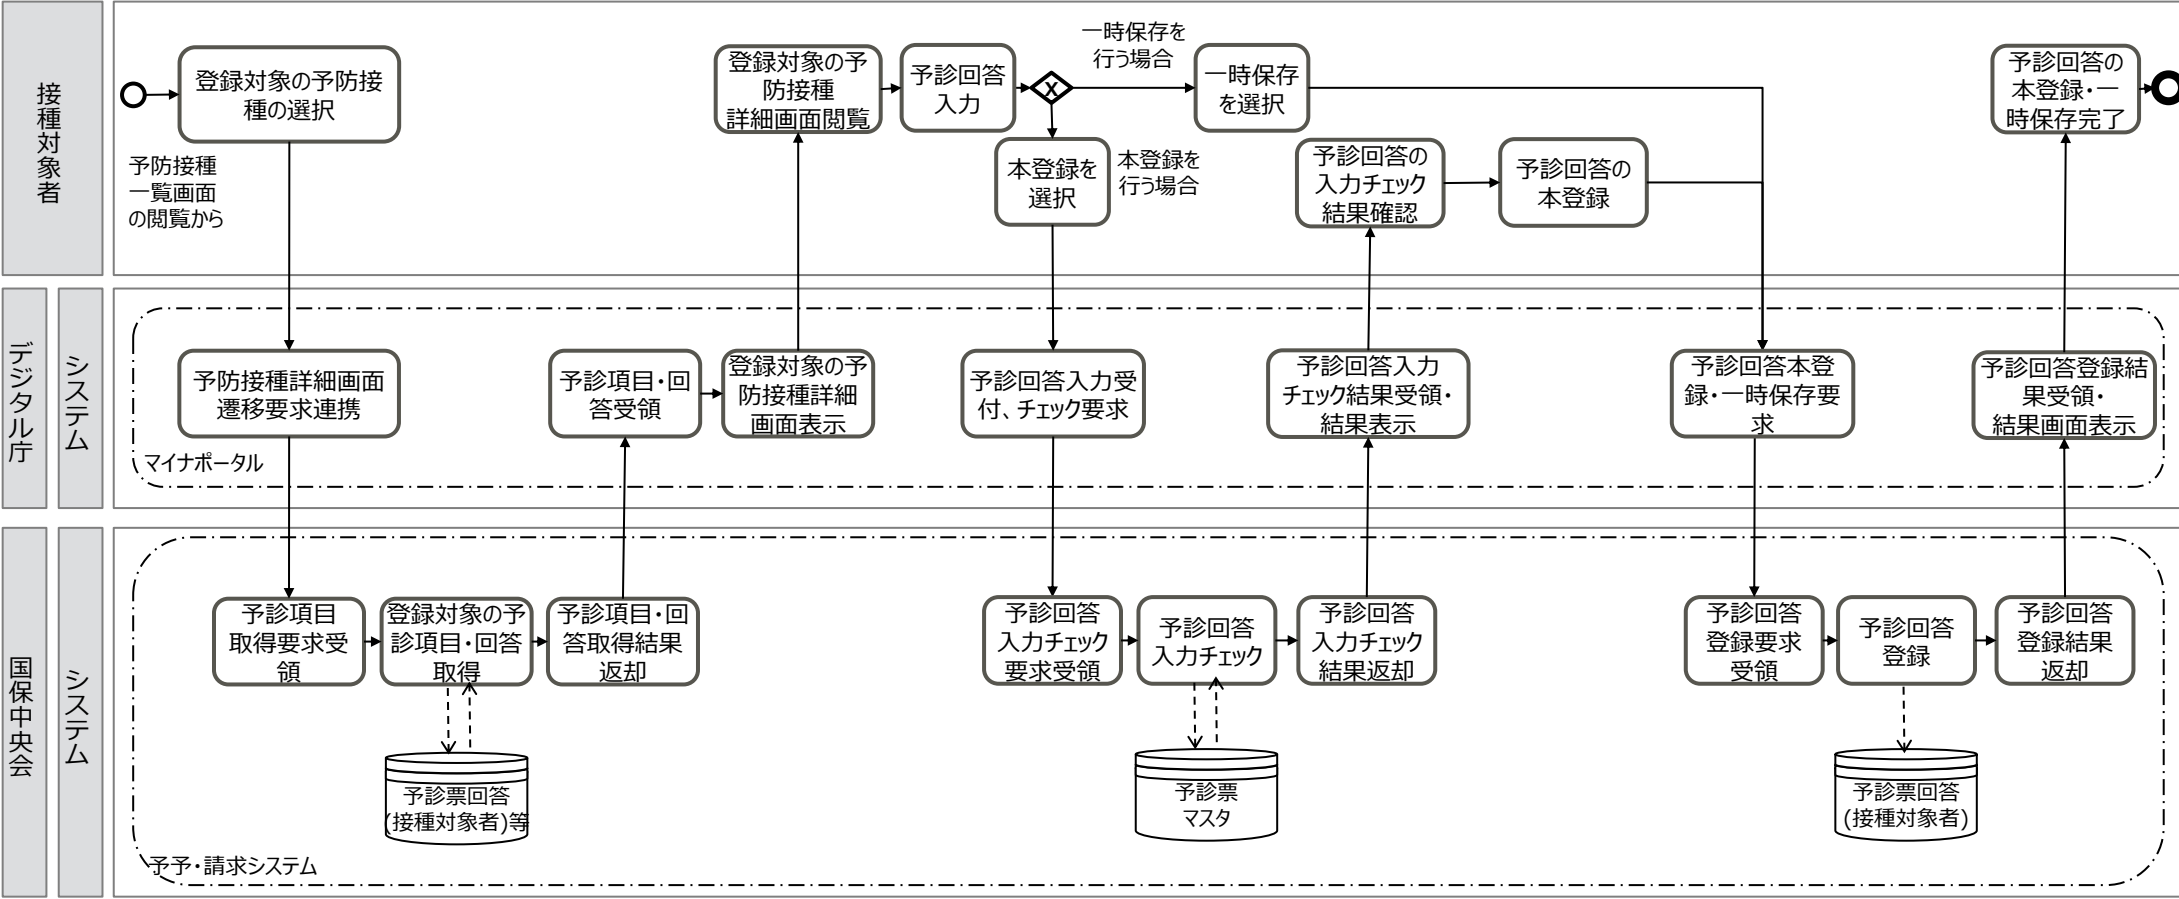 接種対象者
登録対象の予防接
種の選択
予防接種
一覧画面
の閲覧から
登録対象の予
防接種
詳細画面閲覧
予診回答
入力
X
一時保存を
行う場合
一時保存
を選択
本登録を
選択
本登録を
行う場合
予診回答の
入力チェック
結果確認
予診回答の
本登録
予診回答の
本登録・一
時保存完了
デジタル庁
システム
予防接種詳細画面
遷移要求連携
予診項目・回
答受領
登録対象の予
防接種詳細
画面表示
予診回答入力受
付、チェック要求
予診回答入力
チェック結果受領・
結果表示
予診回答本登
録・一時保存要
求
予診回答登録結
果受領・
結果画面表示
マイナポータル
国保中央会
システム
予診項目
取得要求受
領
登録対象の予
診項目・回答
取得
予診項目・回
答取得結果
返却
予診回答
入力チェック
要求受領
予診回答
入力チェック
予診回答
入力チェック
結果返却
予診回答
登録要求
受領
予診回答
登録
予診回答
登録結果
返却
予診票回答
(接種対象者)等
予診票
マスタ
予診票回答
(接種対象者)
予予・請求システム